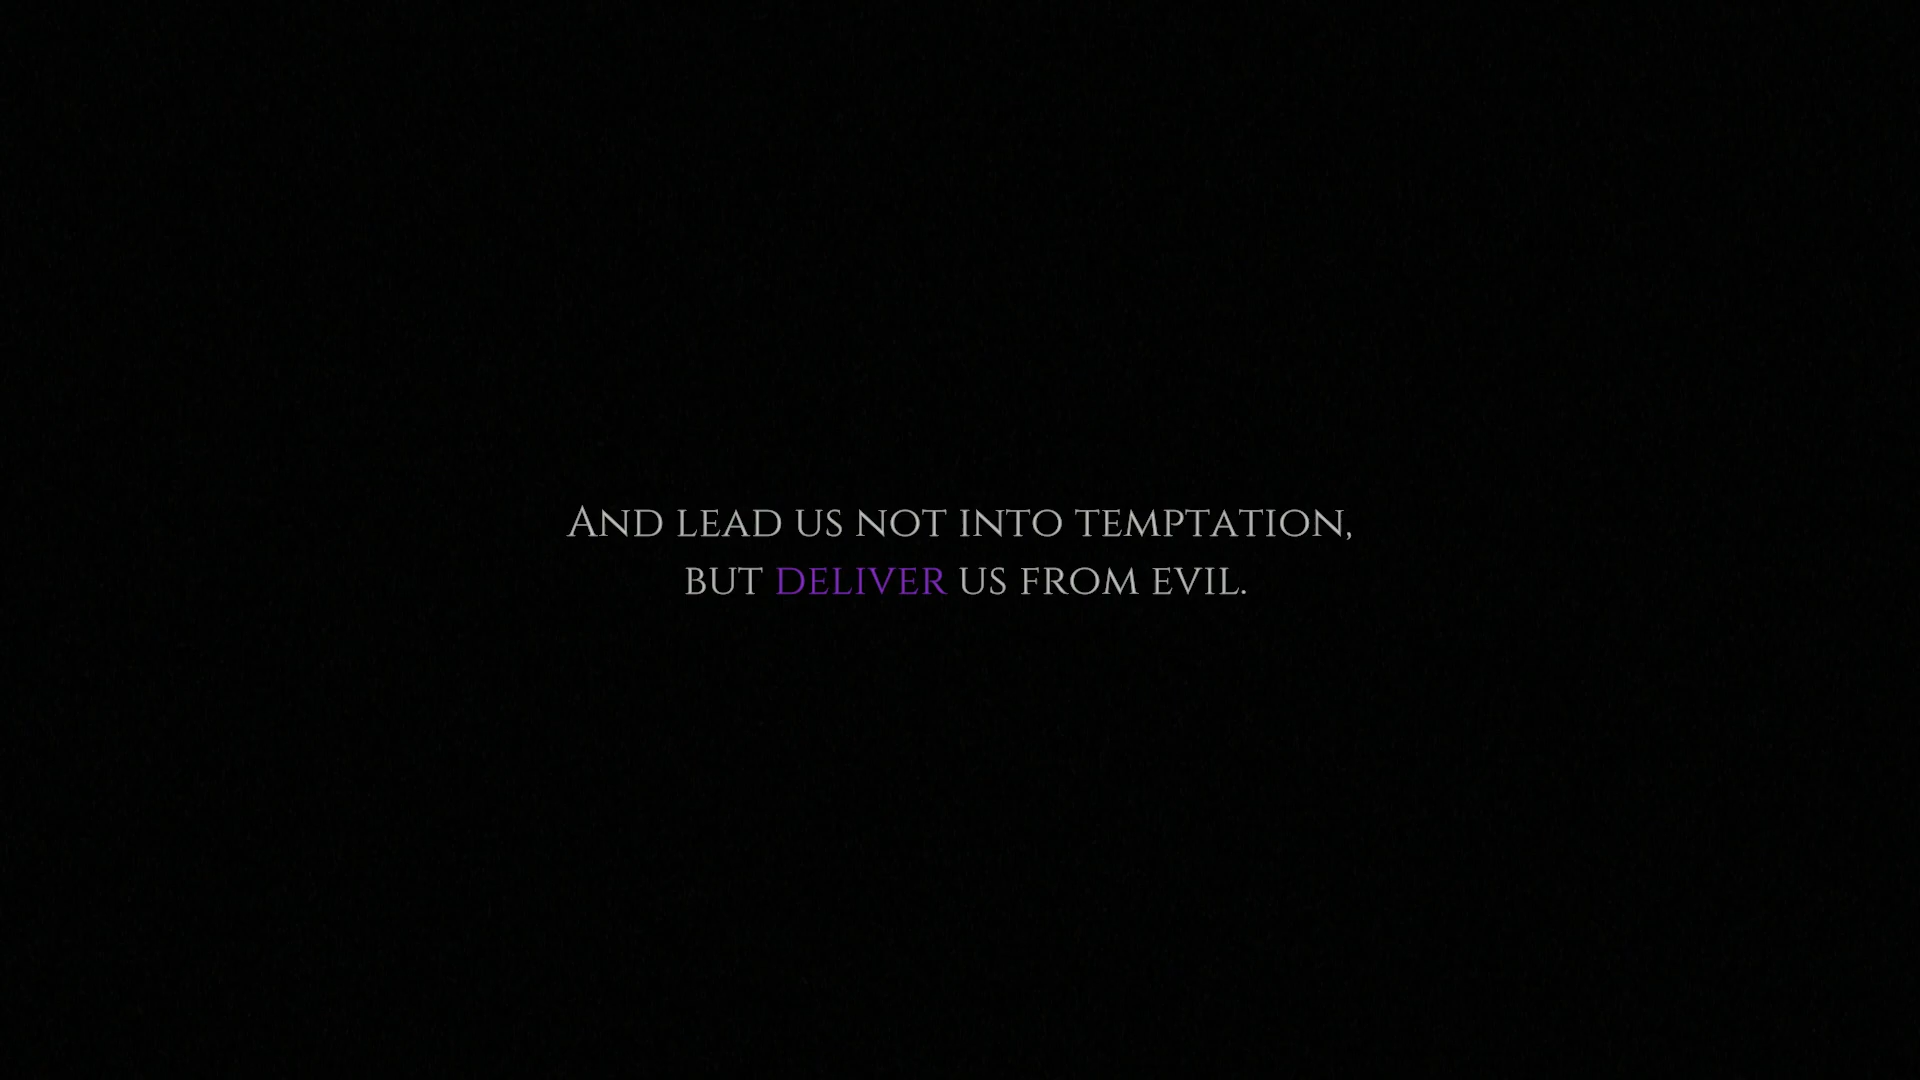 And lead us not into temptation,
but deliver us from evil.